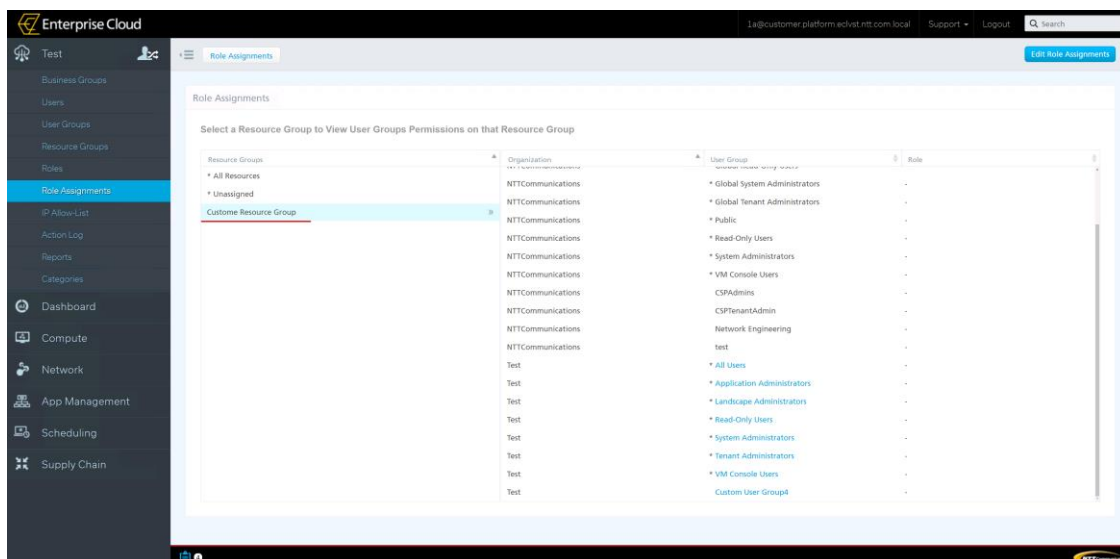 Enterprise Cloud
1a@customer.platform.eclvst.ntt.com.local Support Logout Search
Test
Role Assignments
Edit Role Assignments
Business Groups
Users
User Groups
Resource Groups
Roles
Role Assignments
IP Allow-List
Action Log
Reports
Categories
Dashboard
Compute
Network
App Management
Scheduling
Supply Chain
Role Assignments
Select a Resource Group to View User Groups Permissions on that Resource Group
Resource Groups Organization User Group Role
* All Resources
* Unassigned
Custome Resource Group »
NTTCommunications * Global Read-Only Users
NTTCommunications * Global System Administrators -
NTTCommunications * Global Tenant Administrators -
NTTCommunications * Public -
NTTCommunications * Read-Only Users -
NTTCommunications * System Administrators -
NTTCommunications * VM Console Users -
NTTCommunications CSPAdmins -
NTTCommunications CSPTenantAdmin -
NTTCommunications Network Engineering -
NTTCommunications test -
Test * All Users -
Test * Application Administrators -
Test * Landscape Administrators -
Test * Read-Only Users -
Test * System Administrators -
Test * Tenant Administrators -
Test * VM Console Users -
Test Custom User Group4 -